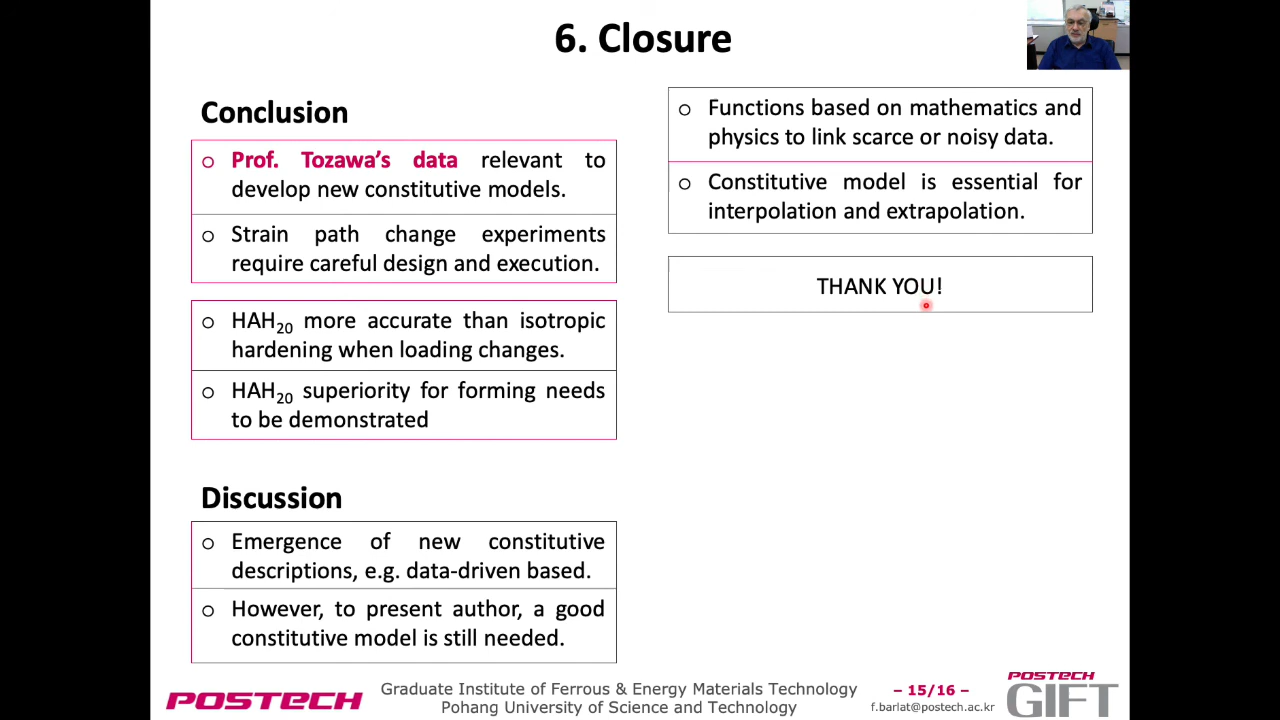 6. Closure
Conclusion
○ Prof. Tozawa's data relevant to
develop new constitutive models.
○ Strain path change experiments
require careful design and execution.
○ HAH20 more accurate than isotropic
hardening when loading changes.
○ HAH20 superiority for forming needs
to be demonstrated
Discussion
○ Emergence of new constitutive
descriptions, e.g. data-driven based.
○ However, to present author, a good
constitutive model is still needed.
○ Functions based on mathematics and
physics to link scarce or noisy data.
○ Constitutive model is essential for
interpolation and extrapolation.
THANK YOU!
POSTECH
Graduate Institute of Ferrous & Energy Materials Technology
Pohang University of Science and Technology
– 15/16 –
f.barlat@postech.ac.kr
POSTECH
GIFT